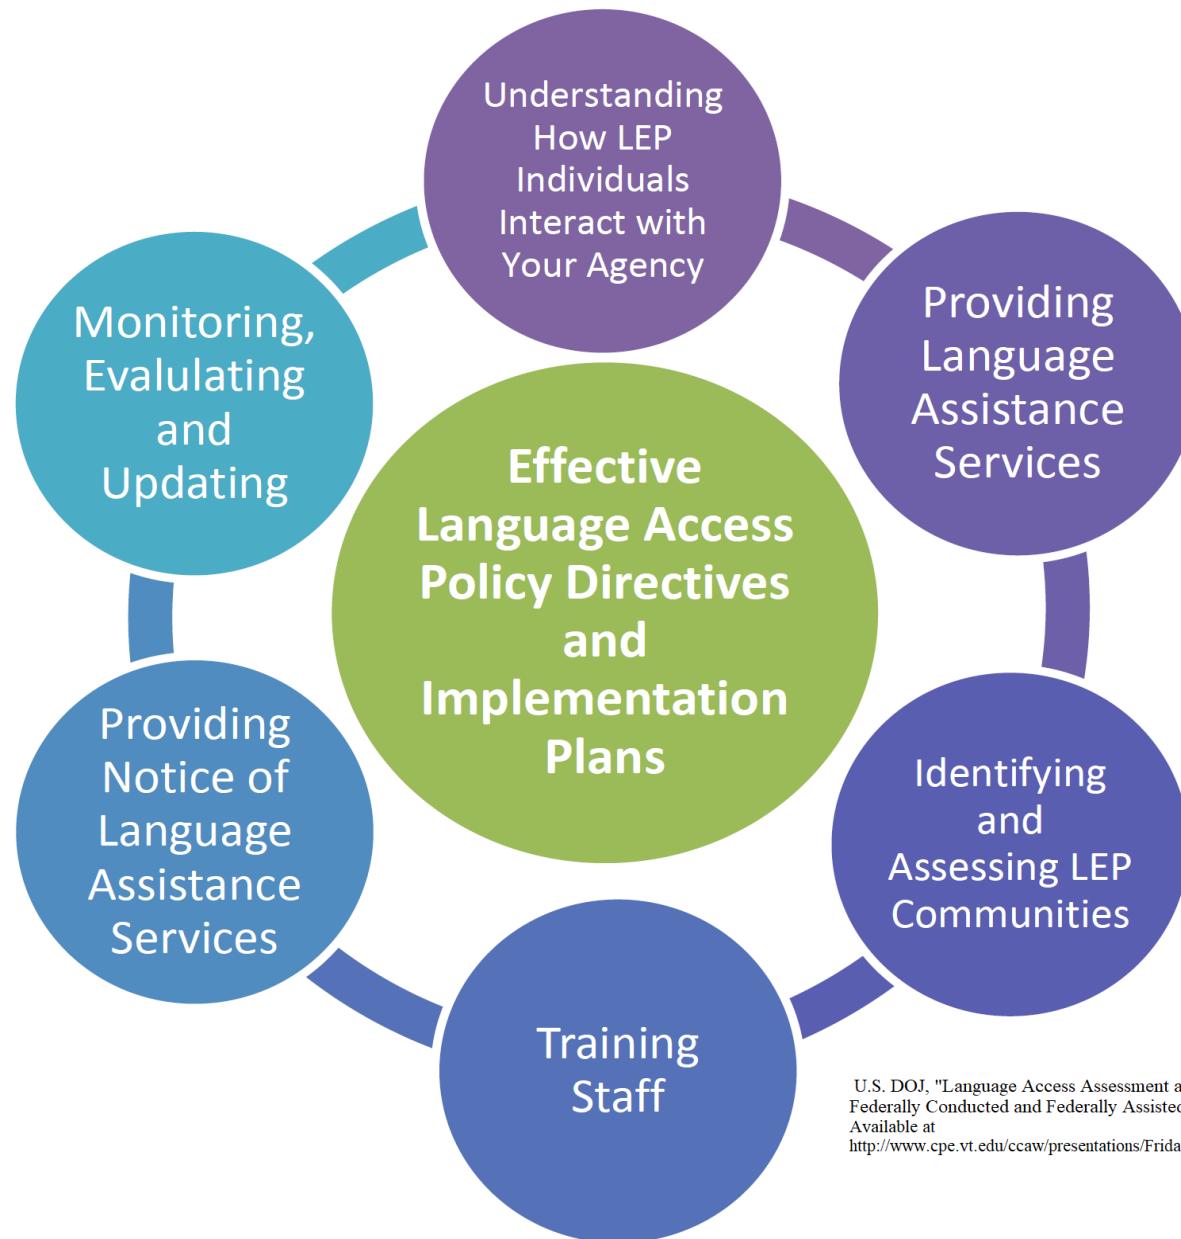 Understanding
How LEP
Individuals
Interact with
Your Agency
Providing
Language
Assistance
Services
Identifying
and
Assessing LEP
Communities
Training
Staff
Providing
Notice of
Language
Assistance
Services
Monitoring,
Evalulating
and
Updating
Effective
Language Access
Policy Directives
and
Implementation
Plans
U.S. DOJ, "Language Access Assessment a
Federally Conducted and Federally Assisted
Available at
http://www.cpe.vt.edu/ccaw/presentations/Frida